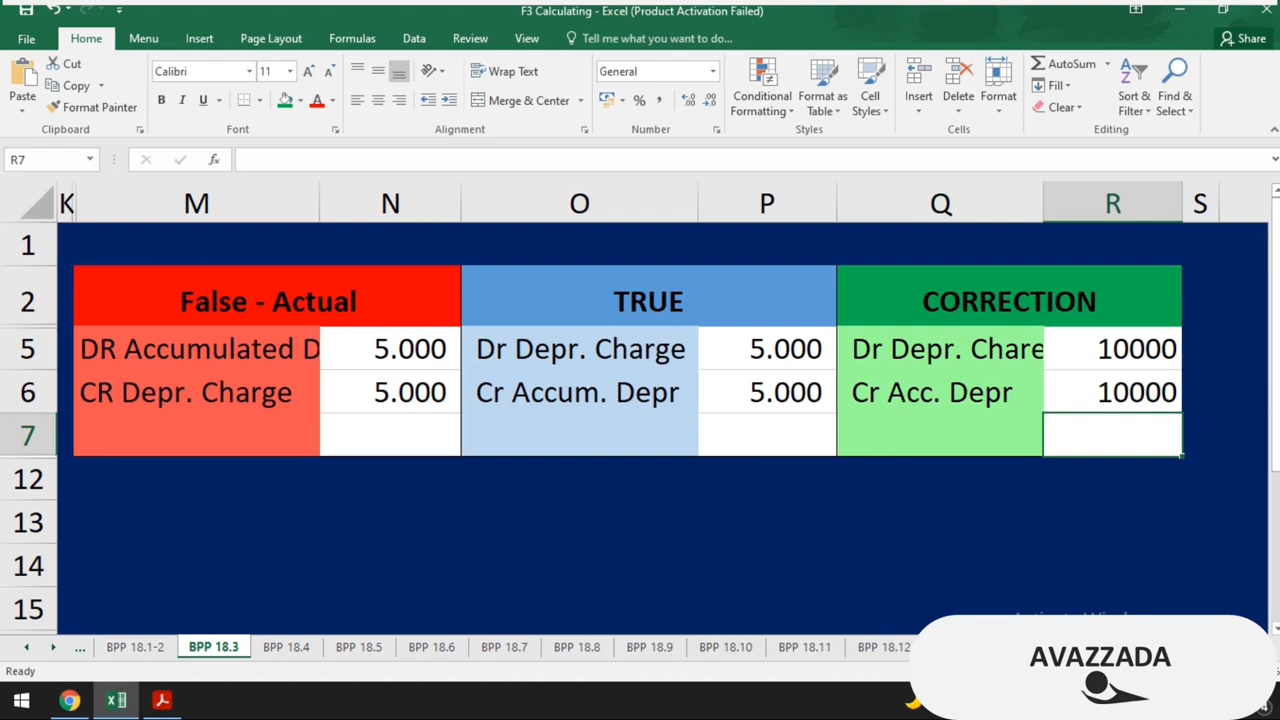 F3 Calculating - Excel (Product Activation Failed)
File Home Menu Insert Page Layout Formulas Data Review View Tell me what you want to do... Share
Paste Cut Copy Format Painter Clipboard
Calibri 11 B I U Font
Wrap Text Merge & Center Alignment
General % , Number
Conditional Formatting Format as Table Cell Styles Styles
Insert Delete Format Cells
AutoSum Fill Clear Sort & Filter Find & Select Editing
R7 fx
K M N O P Q R S
1
2 False - Actual TRUE CORRECTION
5 DR Accumulated D 5.000 Dr Depr. Charge 5.000 Dr Depr. Chare 10000
6 CR Depr. Charge 5.000 Cr Accum. Depr 5.000 Cr Acc. Depr 10000
7
12
13
14
15
... BPP 18.1-2 BPP 18.3 BPP 18.4 BPP 18.5 BPP 18.6 BPP 18.7 BPP 18.8 BPP 18.9 BPP 18.10 BPP 18.11 BPP 18.12
Ready
AVAZZADA